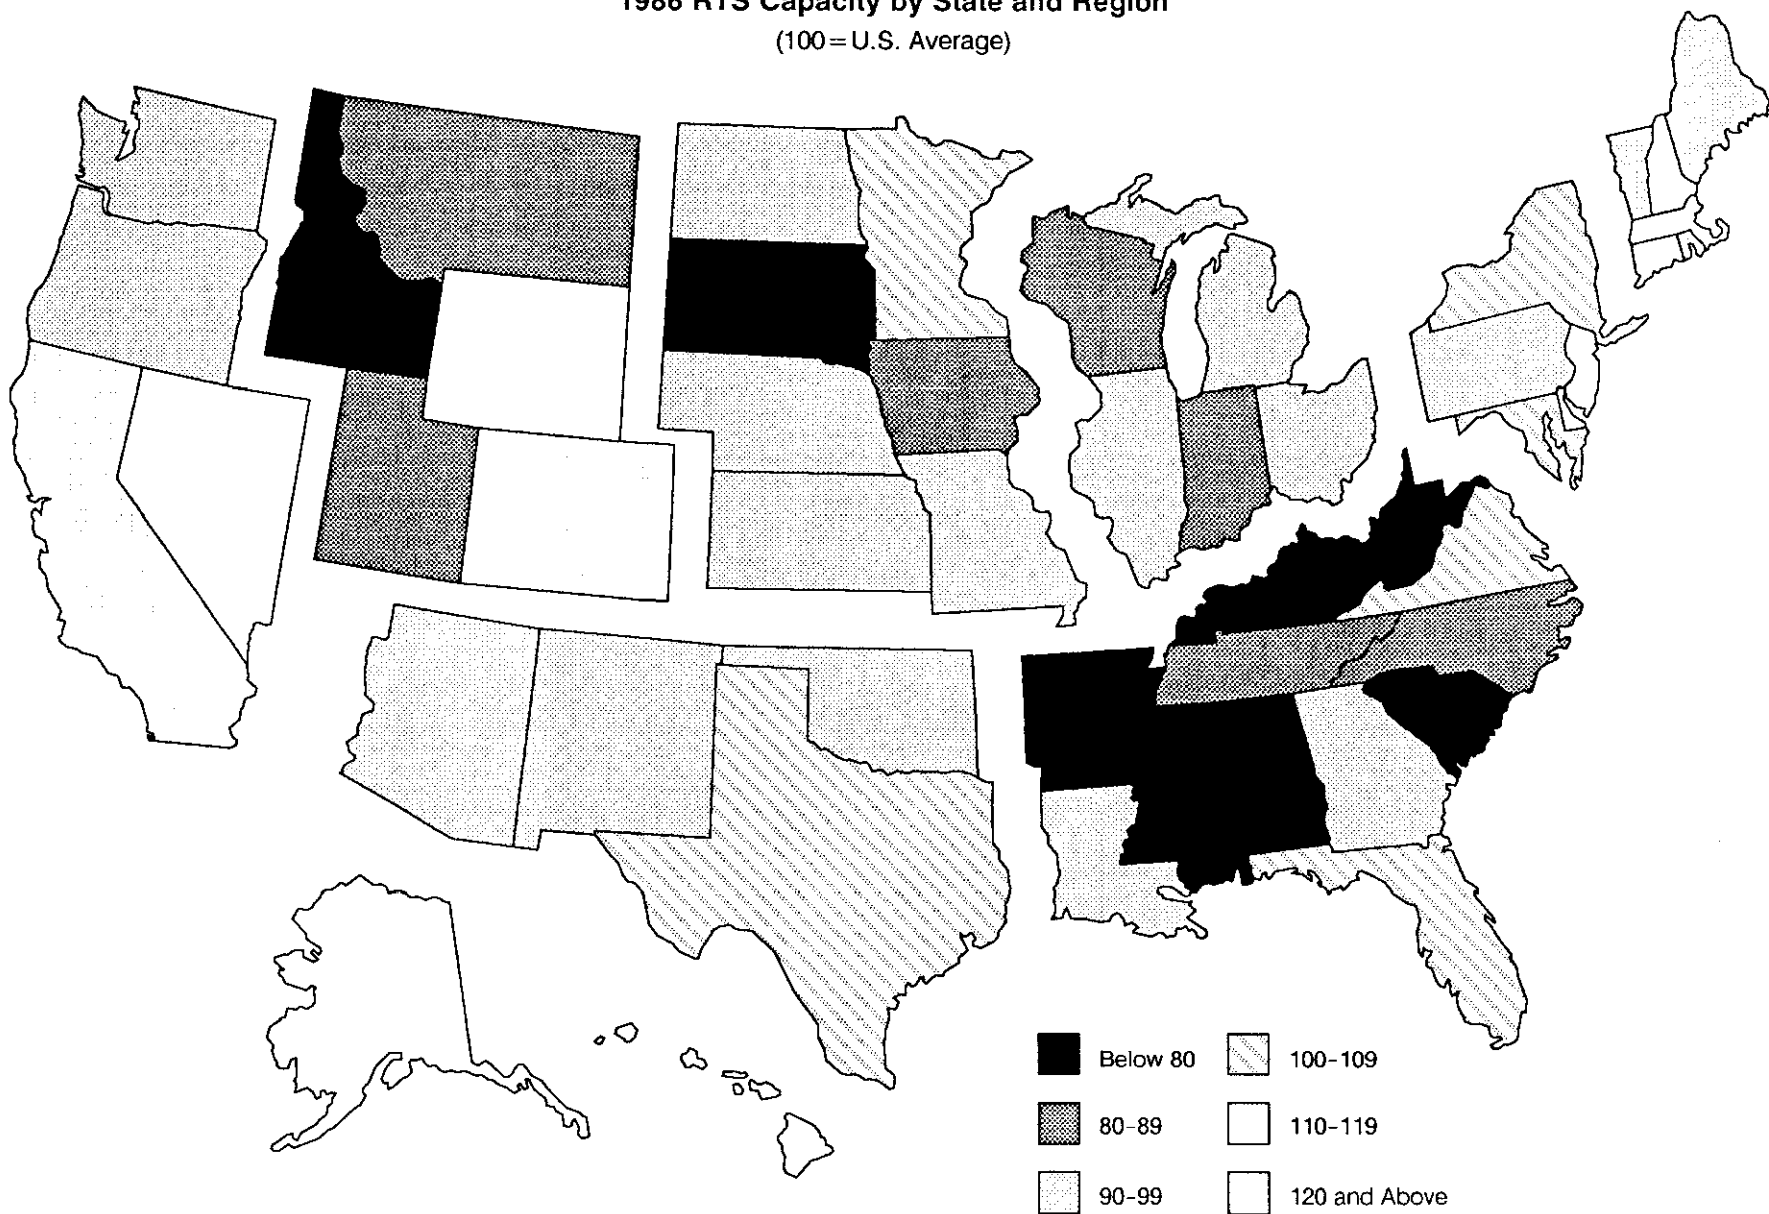 1986 RTS Capacity by State and Region
(100=U.S. Average)
Below 80
100-109
80-89
110-119
90-99
120 and Above